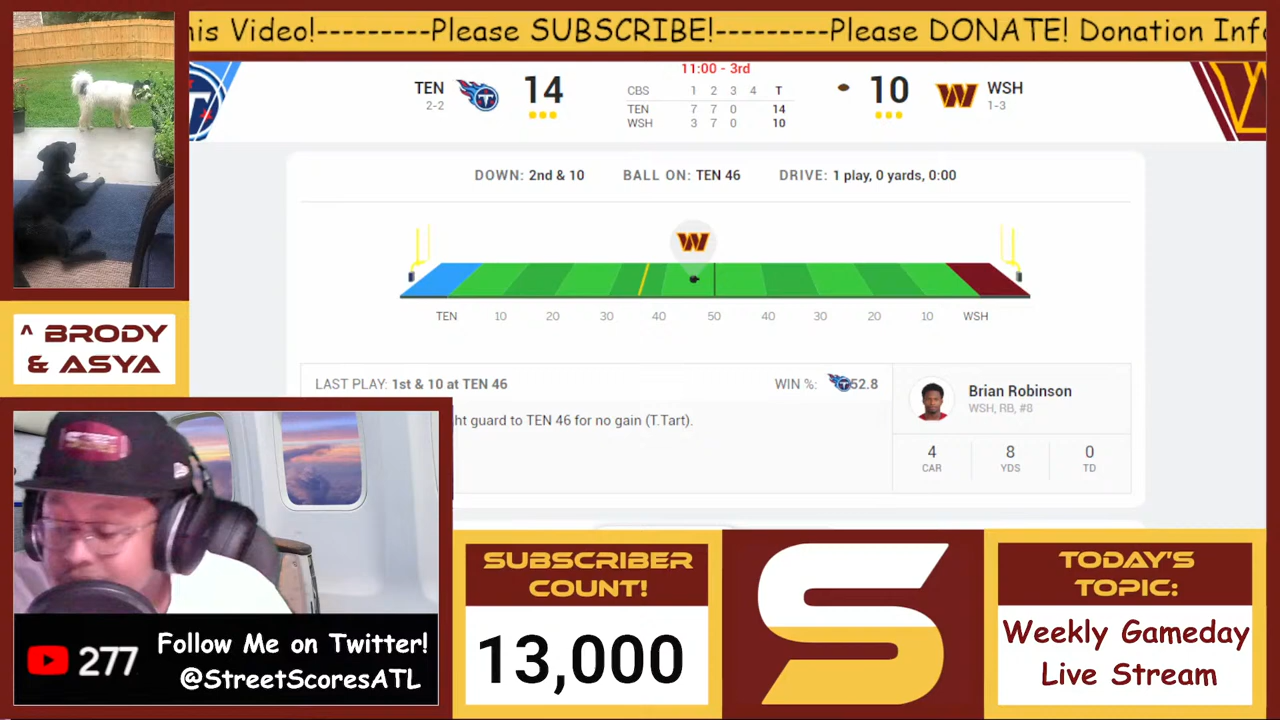 his Video!---------Please SUBSCRIBE!---------Please DONATE! Donation Info
TEN
2-2
14
11:00 - 3rd
CBS 1 2 3 4 T
TEN 7 7 0 14
WSH 3 7 0 10
10
WSH
1-3
DOWN: 2nd & 10 BALL ON: TEN 46 DRIVE: 1 play, 0 yards, 0:00
W
TEN 10 20 30 40 50 40 30 20 10 WSH
^ BRODY
& ASYA
LAST PLAY: 1st & 10 at TEN 46
WIN %: 52.8
ht guard to TEN 46 for no gain (T.Tart).
Brian Robinson
WSH, RB, #8
4 8 0
CAR YDS TD
277
Follow Me on Twitter!
@StreetScoresATL
SUBSCRIBER
COUNT!
13,000
S
TODAY'S
TOPIC:
Weekly Gameday
Live Stream